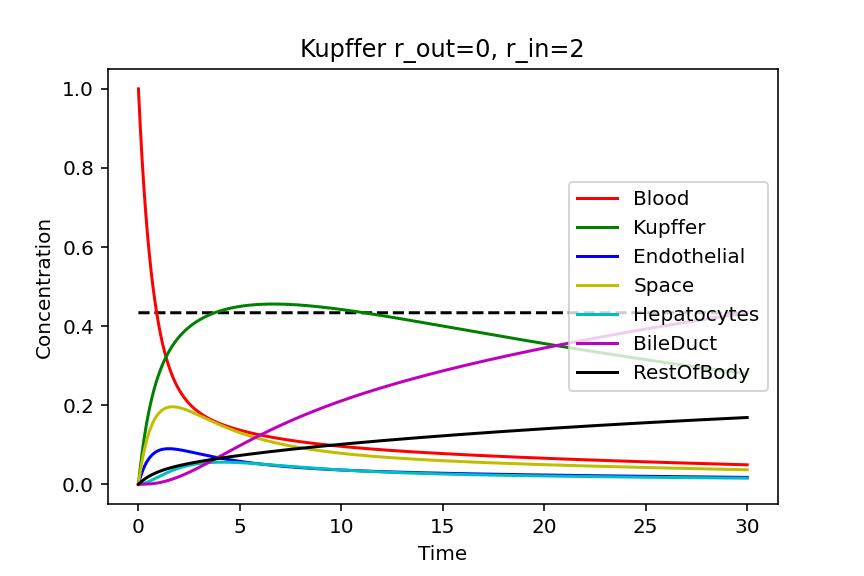 Kupffer r_out=0, r_in=2
Concentration
1.0
0.8
0.6
0.4
0.2
0.0
Blood
Kupffer
Endothelial
Space
Hepatocytes
BileDuct
RestOfBody
0 5 10 15 20 25 30
Time